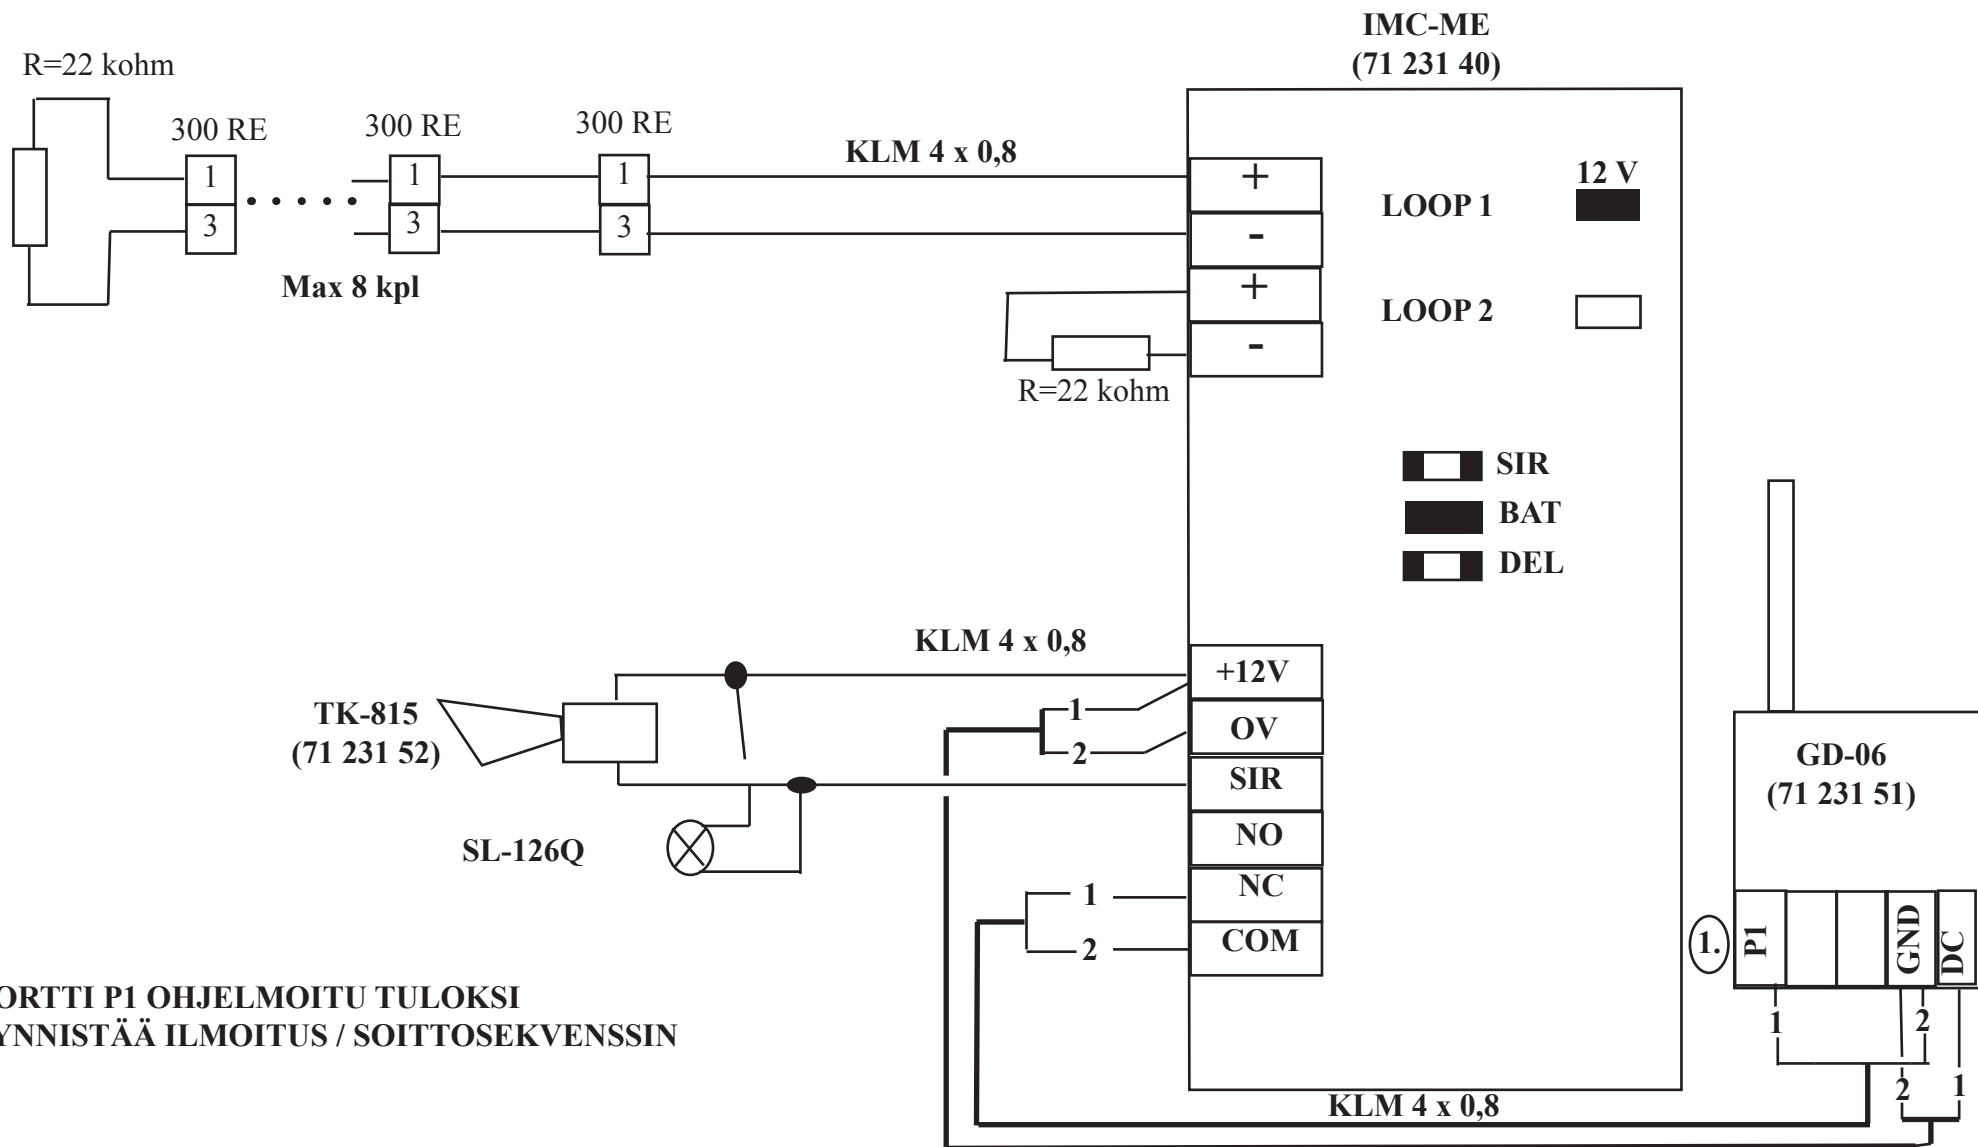 IMC-ME
(71 231 40)
R=22 kohm
300 RE
300 RE
300 RE
KLM 4 x 0,8
1
1
1
3
3
3
Max 8 kpl
+
-
+
-
LOOP 1
12 V
LOOP 2
R=22 kohm
SIR
BAT
DEL
KLM 4 x 0,8
TK-815
(71 231 52)
1
2
+12V
OV
SIR
NO
NC
COM
SL-126Q
1
2
GD-06
(71 231 51)
1.
P1
GND
DC
1
2
2
1
ORTTI P1 OHJELMOITU TULOKSI
YNNISTÄÄ ILMOITUS / SOITTOSEKVENSSIN
KLM 4 x 0,8